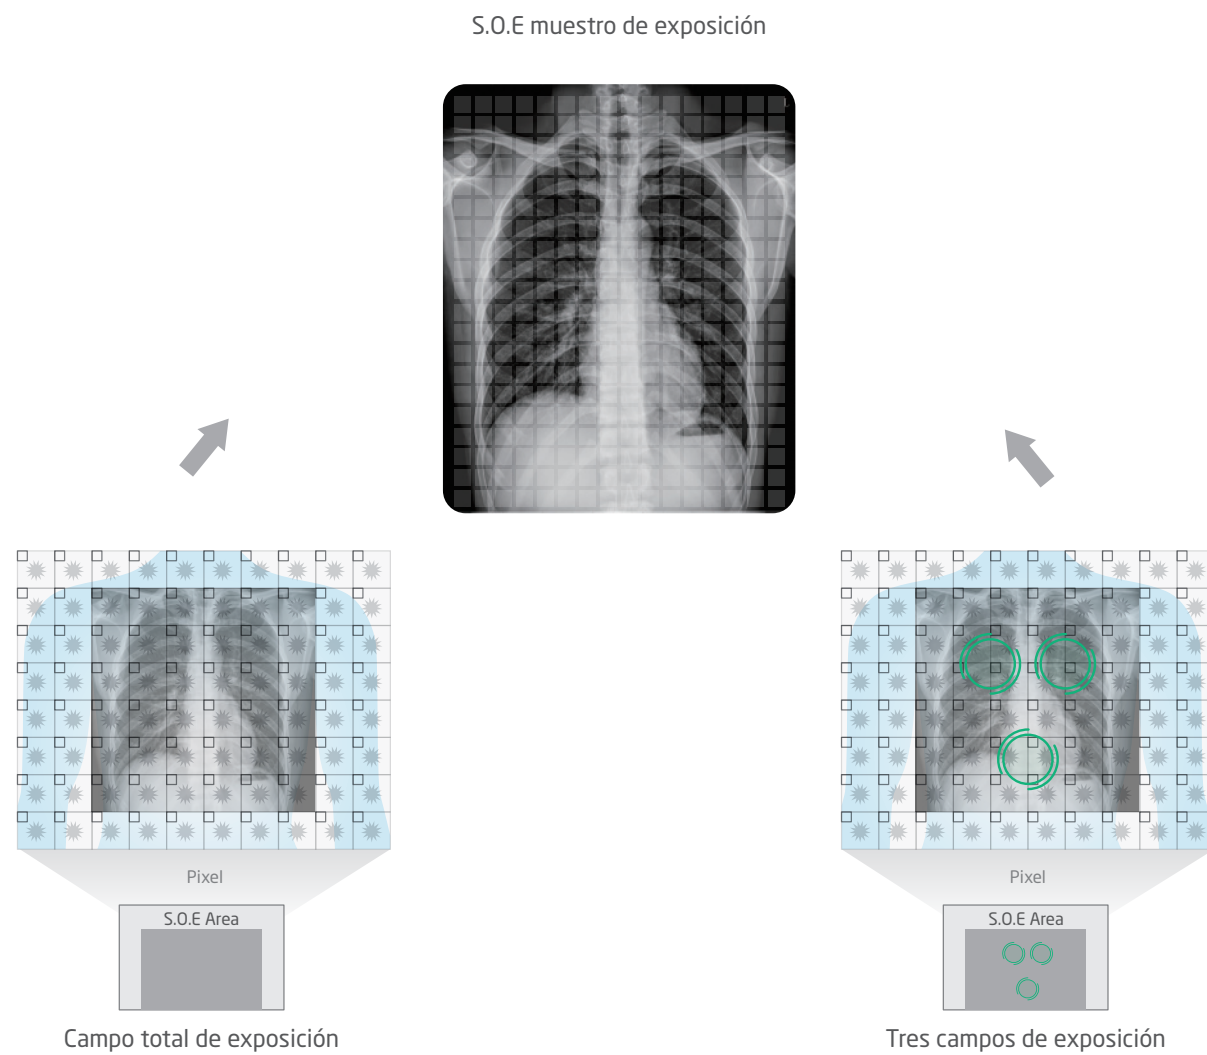 S.O.E muestro de exposición
Pixel
Pixel
S.O.E Area
S.O.E Area
Campo total de exposición
Tres campos de exposición